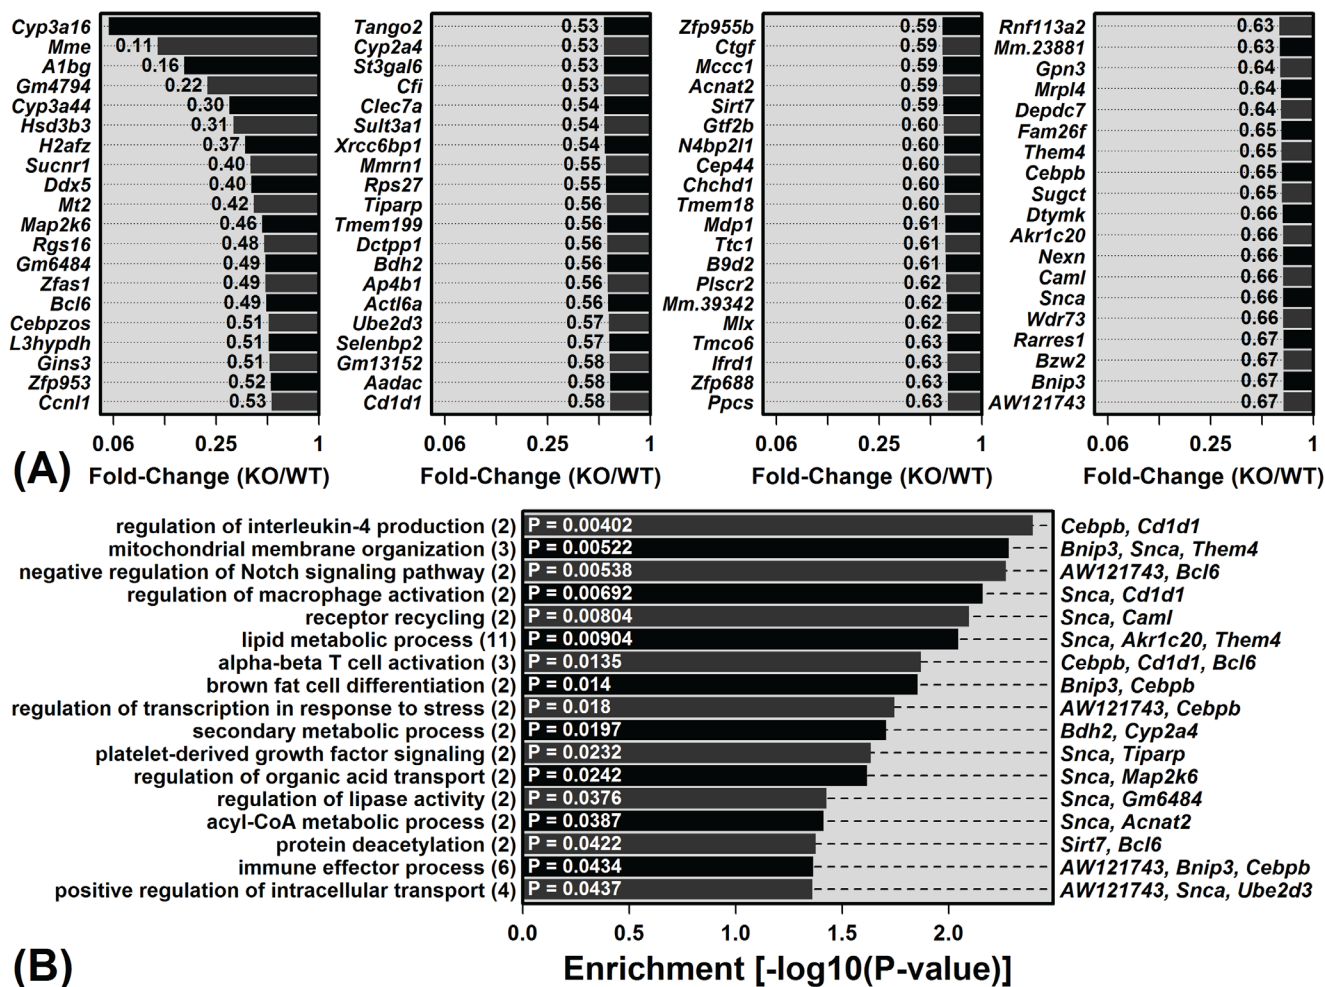 Cyp3a16
Mme 0.11
A1bg 0.16
Gm4794 0.22
Cyp3a44 0.30
Hsd3b3 0.31
H2afz 0.37
Sucnr1 0.40
Ddx5 0.40
Mt2 0.42
Map2k6 0.46
Rgs16 0.48
Gm6484 0.49
Zfas1 0.49
Bcl6 0.49
Cebpzos 0.51
L3hypdh 0.51
Gins3 0.51
Zfp953 0.52
Ccnl1 0.53
0.06 0.25 1
Fold-Change (KO/WT)
Tango2 0.53
Cyp2a4 0.53
St3gal6 0.53
Cfi 0.53
Clec7a 0.54
Sult3a1 0.54
Xrcc6bp1 0.54
Mmrn1 0.55
Rps27 0.55
Tiparp 0.56
Tmem199 0.56
Dctpp1 0.56
Bdh2 0.56
Ap4b1 0.56
Actl6a 0.56
Ube2d3 0.57
Selenbp2 0.57
Gm13152 0.58
Aadac 0.58
Cd1d1 0.58
0.06 0.25 1
Fold-Change (KO/WT)
Zfp955b 0.59
Ctgf 0.59
Mccc1 0.59
Acnat2 0.59
Sirt7 0.59
Gtf2b 0.60
N4bp2l1 0.60
Cep44 0.60
Chchd1 0.60
Tmem18 0.60
Mdp1 0.61
Ttc1 0.61
B9d2 0.61
Plscr2 0.62
Mm.39342 0.62
Mlx 0.62
Tmco6 0.63
Ifrd1 0.63
Zfp688 0.63
Ppcs 0.63
0.06 0.25 1
Fold-Change (KO/WT)
Rnf113a2 0.63
Mm.23881 0.63
Gpn3 0.64
Mrpl4 0.64
Depdc7 0.64
Fam26f 0.65
Them4 0.65
Cebpb 0.65
Sugct 0.65
Dtymk 0.66
Akr1c20 0.66
Nexn 0.66
Caml 0.66
Snca 0.66
Wdr73 0.66
Rarres1 0.67
Bzw2 0.67
Bnip3 0.67
AW121743 0.67
0.06 0.25 1
Fold-Change (KO/WT)
(A)
regulation of interleukin-4 production (2) P = 0.00402 Cebpb, Cd1d1
mitochondrial membrane organization (3) P = 0.00522 Bnip3, Snca, Them4
negative regulation of Notch signaling pathway (2) P = 0.00538 AW121743, Bcl6
regulation of macrophage activation (2) P = 0.00692 Snca, Cd1d1
receptor recycling (2) P = 0.00804 Snca, Caml
lipid metabolic process (11) P = 0.00904 Snca, Akr1c20, Them4
alpha-beta T cell activation (3) P = 0.0135 Cebpb, Cd1d1, Bcl6
brown fat cell differentiation (2) P = 0.014 Bnip3, Cebpb
regulation of transcription in response to stress (2) P = 0.018 AW121743, Cebpb
secondary metabolic process (2) P = 0.0197 Bdh2, Cyp2a4
platelet-derived growth factor signaling (2) P = 0.0232 Snca, Tiparp
regulation of organic acid transport (2) P = 0.0242 Snca, Map2k6
regulation of lipase activity (2) P = 0.0376 Snca, Gm6484
acyl-CoA metabolic process (2) P = 0.0387 Snca, Acnat2
protein deacetylation (2) P = 0.0422 Sirt7, Bcl6
immune effector process (6) P = 0.0434 AW121743, Bnip3, Cebpb
positive regulation of intracellular transport (4) P = 0.0437 AW121743, Snca, Ube2d3
0.0 0.5 1.0 1.5 2.0
Enrichment [-log10(P-value)]
(B)